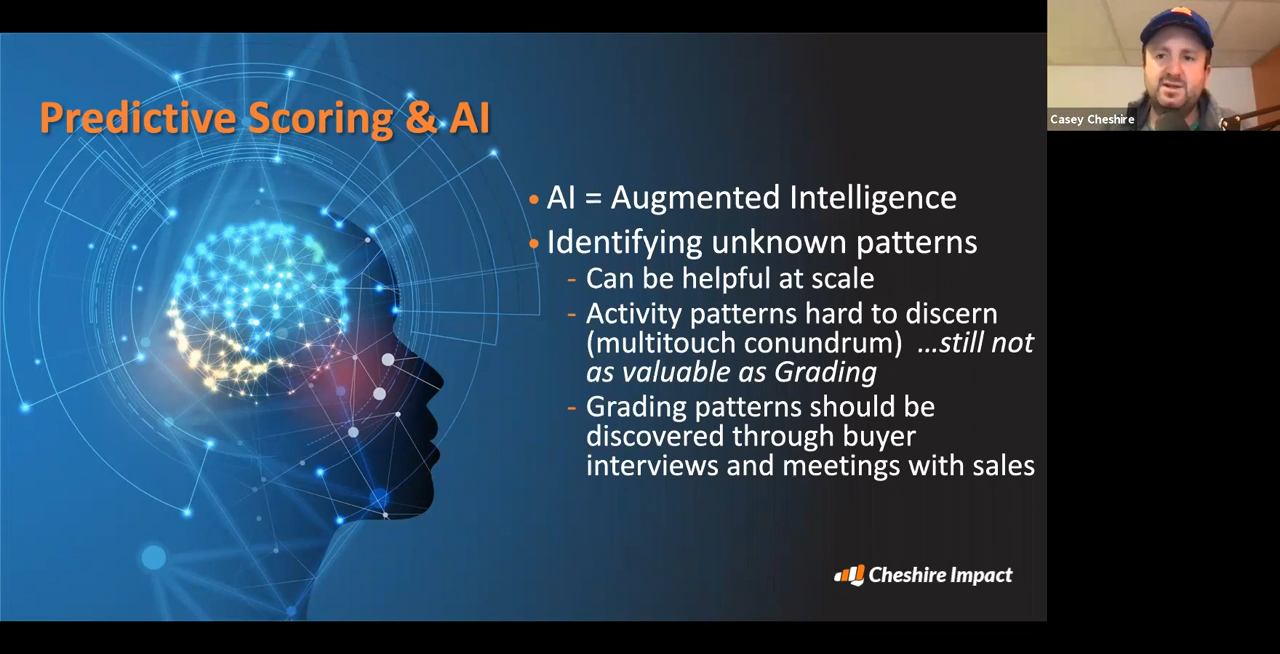 Predictive Scoring & AI
• AI = Augmented Intelligence
• Identifying unknown patterns
- Can be helpful at scale
- Activity patterns hard to discern
(multitouch conundrum) ...still not
as valuable as Grading
- Grading patterns should be
discovered through buyer
interviews and meetings with sales
Cheshire Impact
Casey Cheshire